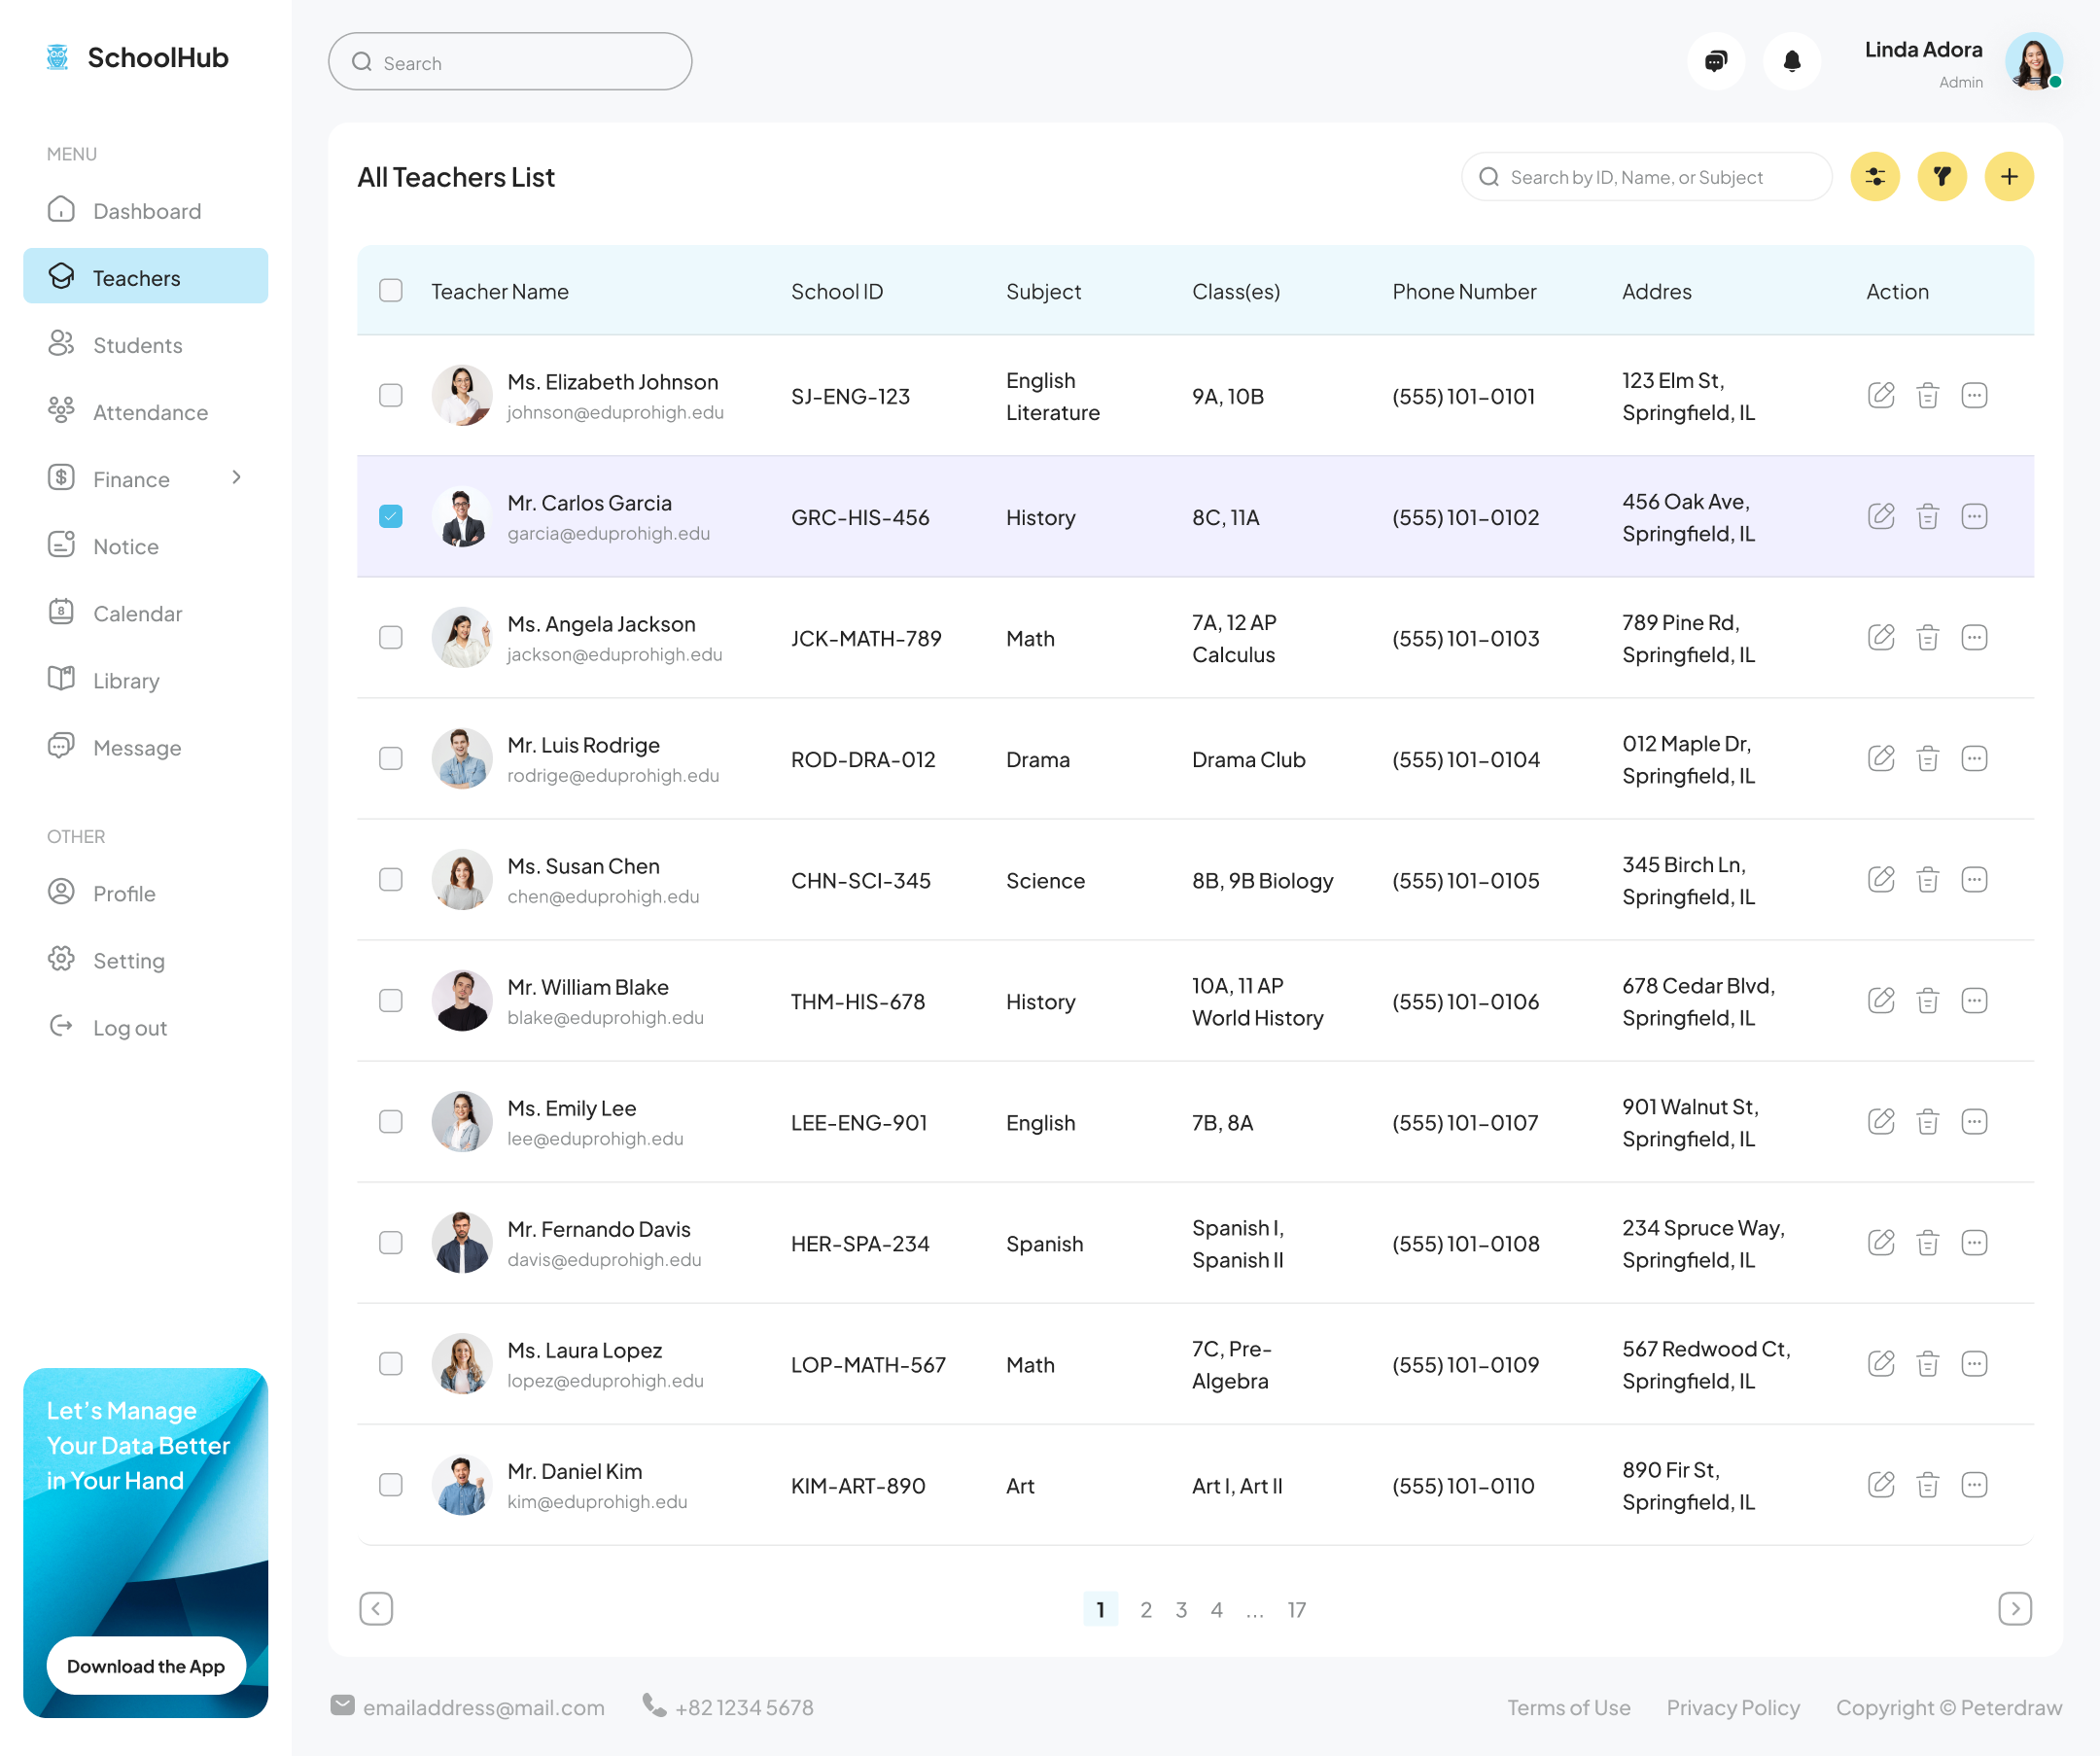 SchoolHub
MENU
Dashboard
Teachers
Students
Attendance
$ Finance
Notice
8 Calendar
Library
Message
OTHER
Profile
Setting
Log out
Let's Manage
Your Data Better
in Your Hand
Download the App
Search
Linda Adora
Admin
All Teachers List
Search by ID, Name, or Subject
Teacher Name School ID Subject Class(es) Phone Number Addres Action
Ms. Elizabeth Johnson
johnson@eduprohigh.edu
SJ-ENG-123
English
Literature
9A, 10B
(555) 101-0101
123 Elm St,
Springfield, IL
Mr. Carlos Garcia
garcia@eduprohigh.edu
GRC-HIS-456
History
8C, 11A
(555) 101-0102
456 Oak Ave,
Springfield, IL
Ms. Angela Jackson
jackson@eduprohigh.edu
JCK-MATH-789
Math
7A, 12 AP
Calculus
(555) 101-0103
789 Pine Rd,
Springfield, IL
Mr. Luis Rodrige
rodrige@eduprohigh.edu
ROD-DRA-012
Drama
Drama Club
(555) 101-0104
012 Maple Dr,
Springfield, IL
Ms. Susan Chen
chen@eduprohigh.edu
CHN-SCI-345
Science
8B, 9B Biology
(555) 101-0105
345 Birch Ln,
Springfield, IL
Mr. William Blake
blake@eduprohigh.edu
THM-HIS-678
History
10A, 11 AP
World History
(555) 101-0106
678 Cedar Blvd,
Springfield, IL
Ms. Emily Lee
lee@eduprohigh.edu
LEE-ENG-901
English
7B, 8A
(555) 101-0107
901 Walnut St,
Springfield, IL
Mr. Fernando Davis
davis@eduprohigh.edu
HER-SPA-234
Spanish
Spanish I,
Spanish II
(555) 101-0108
234 Spruce Way,
Springfield, IL
Ms. Laura Lopez
lopez@eduprohigh.edu
LOP-MATH-567
Math
7C, Pre-
Algebra
(555) 101-0109
567 Redwood Ct,
Springfield, IL
Mr. Daniel Kim
kim@eduprohigh.edu
KIM-ART-890
Art
Art I, Art II
(555) 101-0110
890 Fir St,
Springfield, IL
1 2 3 4 ... 17
emailaddress@mail.com +82 1234 5678 Terms of Use Privacy Policy Copyright © Peterdraw